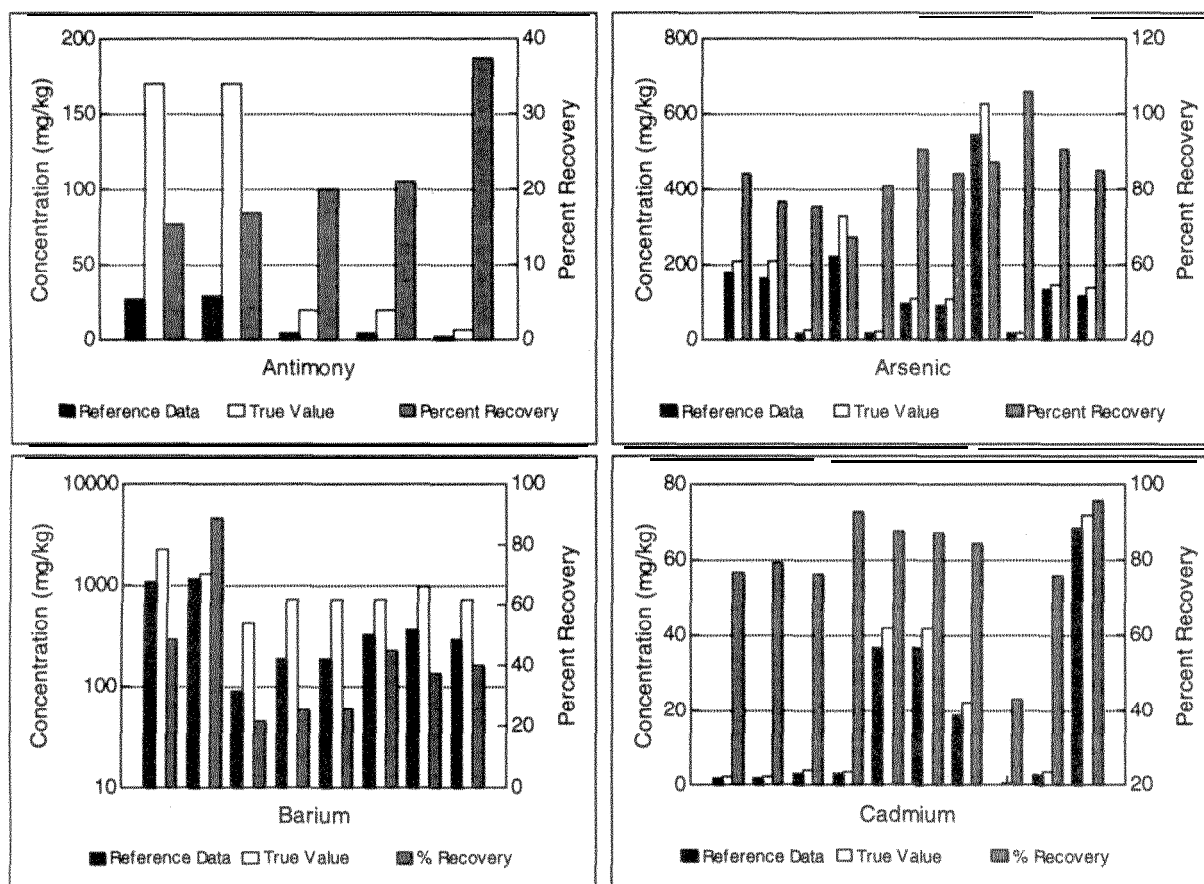 200
150
100
50
0
Concentration (mg/kg)
40
30
20
10
0
Percent Recovery
Antimony
Reference Data True Value Percent Recovery
800
600
400
200
0
Concentration (mg/kg)
120
100
80
60
40
Percent Recovery
Arsenic
Reference Data True Value Percent Recovery
10000
1000
100
10
Concentration (mg/kg)
100
80
60
40
20
0
Percent Recovery
Barium
Reference Data True Value % Recovery
80
60
40
20
0
Concentration (mg/kg)
100
80
60
40
20
Percent Recovery
Cadmium
Reference Data True Value % Recovery